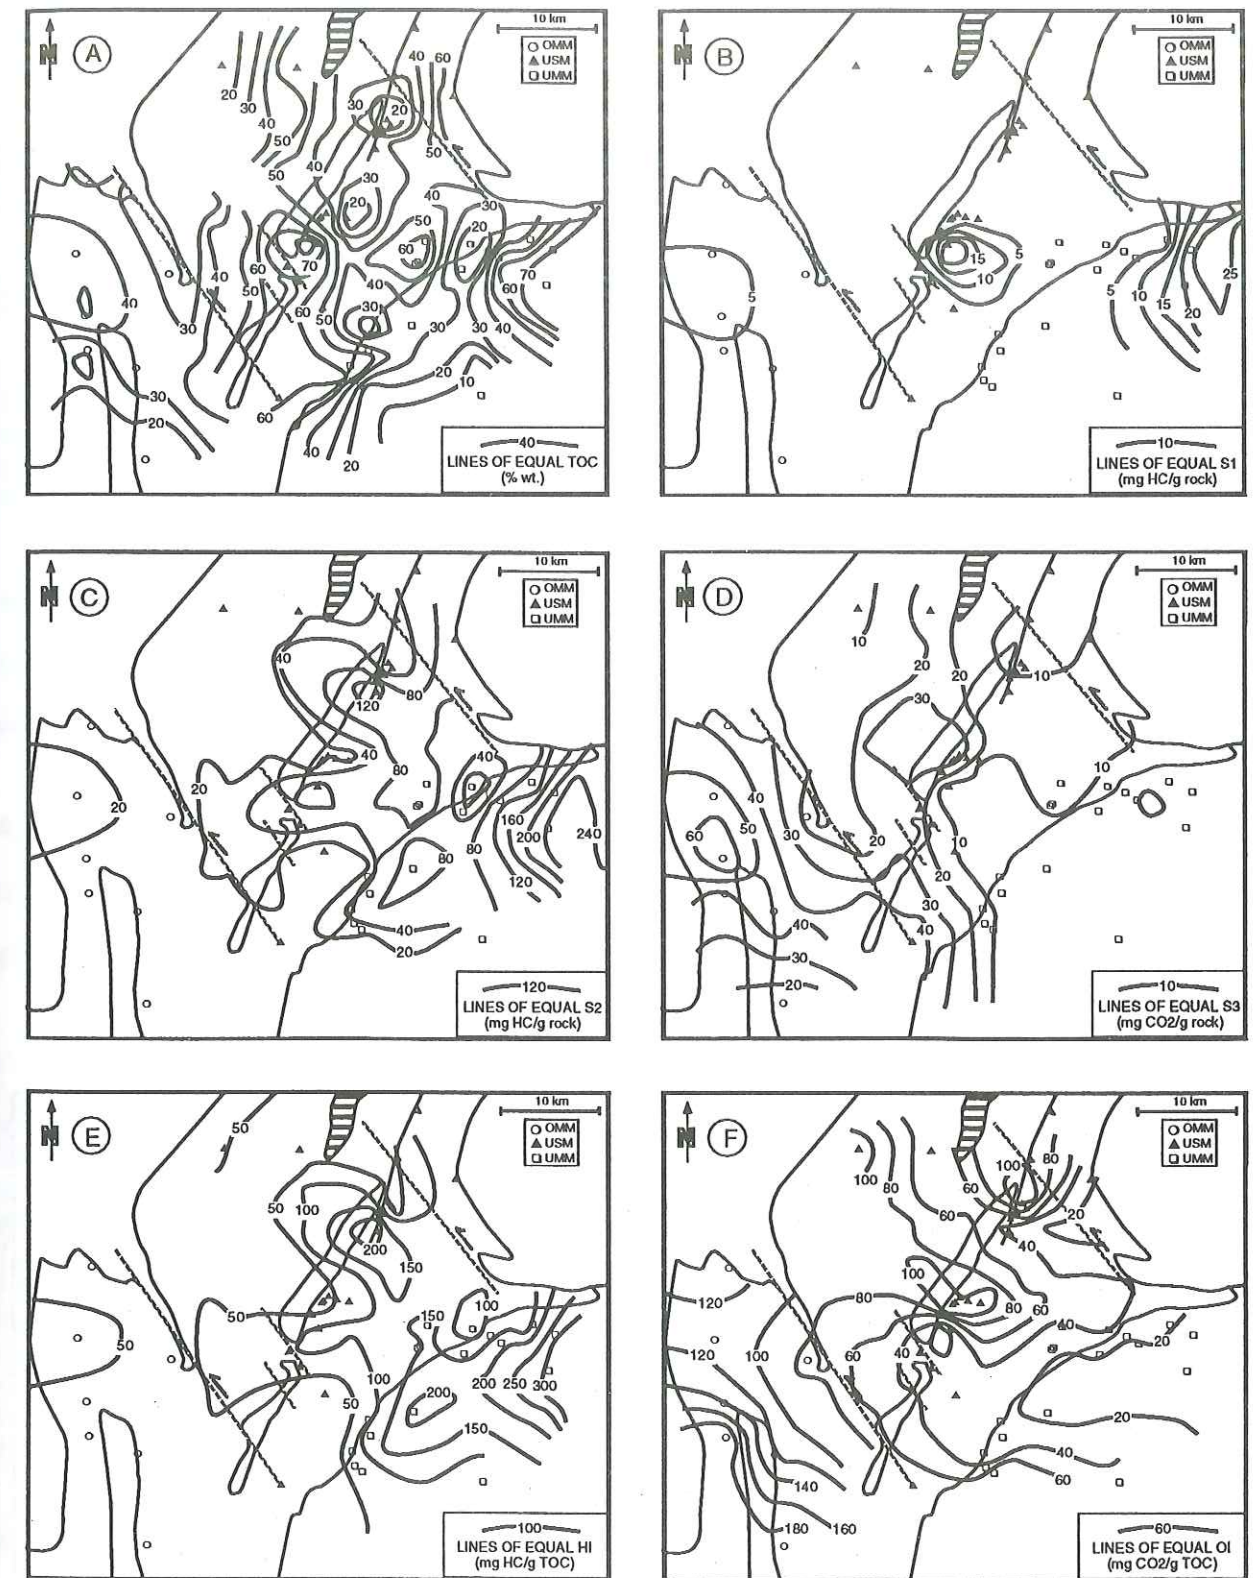 A
N
10 km
OMM
USM
UMM
40 60
20 30 30 20
40
50 50
50 40
30
40
20 50 30 20
60
40 60 70 70
50 40 60
40 60 50 30 30 30 40
30
20
10
30
20 60
40
20
40
LINES OF EQUAL TOC
(% wt.)
B
N
10 km
OMM
USM
UMM
15 5
10
5 5 10 15 20 25
10
LINES OF EQUAL S1
(mg HC/g rock)
C
N
10 km
OMM
USM
UMM
40
80
120
40 40
80
20 20
160 240
200
80 80
120
40
20
120
LINES OF EQUAL S2
(mg HC/g rock)
D
N
10 km
OMM
USM
UMM
10
20 20 10
30
10
40
50
60 30 20 10
20
30
40 40
30
20
10
LINES OF EQUAL S3
(mg CO2/g rock)
E
N
10 km
OMM
USM
UMM
50
50 100
200
150
50 100
150
50
100
200 250 300
50 200
150
100
LINES OF EQUAL HI
(mg HC/g TOC)
F
N
10 km
OMM
USM
UMM
100 80
100 80 60
60 20
40
100
120 80 80 60
40
20
120 100 60 40
20
40
60
140
180 160
60
LINES OF EQUAL OI
(mg CO2/g TOC)